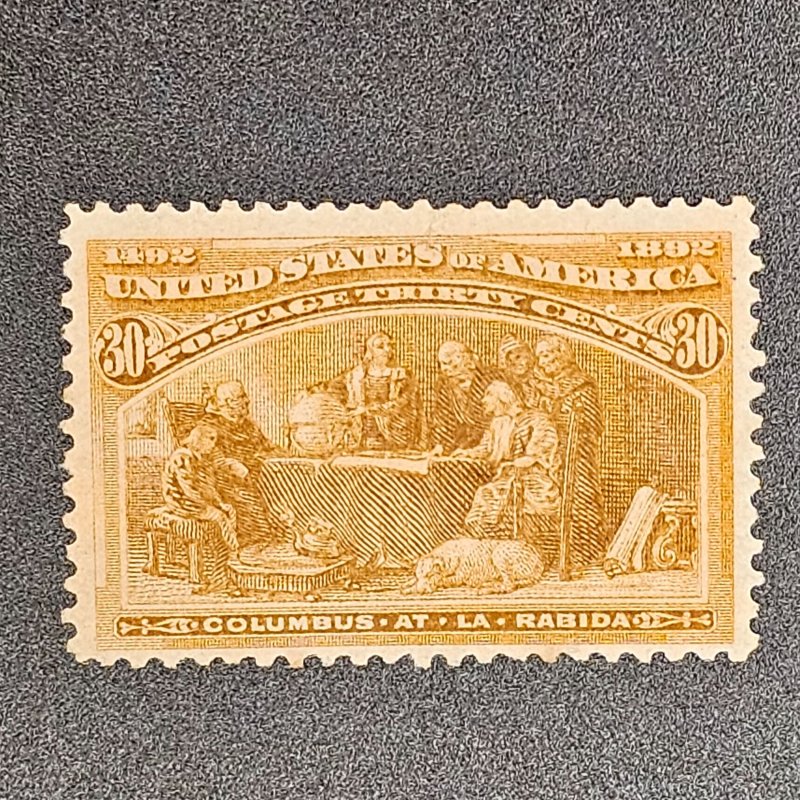 1492 1892
UNITED STATES OF AMERICA
POSTAGE THIRTY CENTS
30 30
COLUMBUS · AT · LA · RABIDA